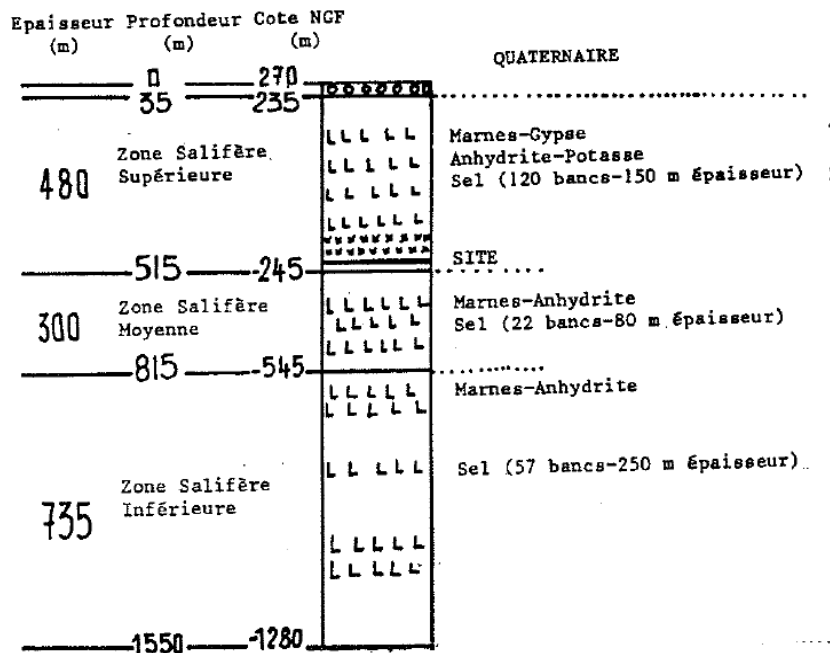 Epaisseur Profondeur Cote NGF
(m) (m) (m)
QUATERNAIRE
0 270
35 235
Zone Salifère
Supérieure
480
Marnes-Gypse
Anhydrite-Potasse
Sel (120 bancs-150 m épaisseur)
515 -245
SITE
Zone Salifère
Moyenne
300
Marnes-Anhydrite
Sel (22 bancs-80 m épaisseur)
815 -545
Marnes-Anhydrite
Sel (57 bancs-250 m épaisseur)
Zone Salifère
Inférieure
735
1550 -1280